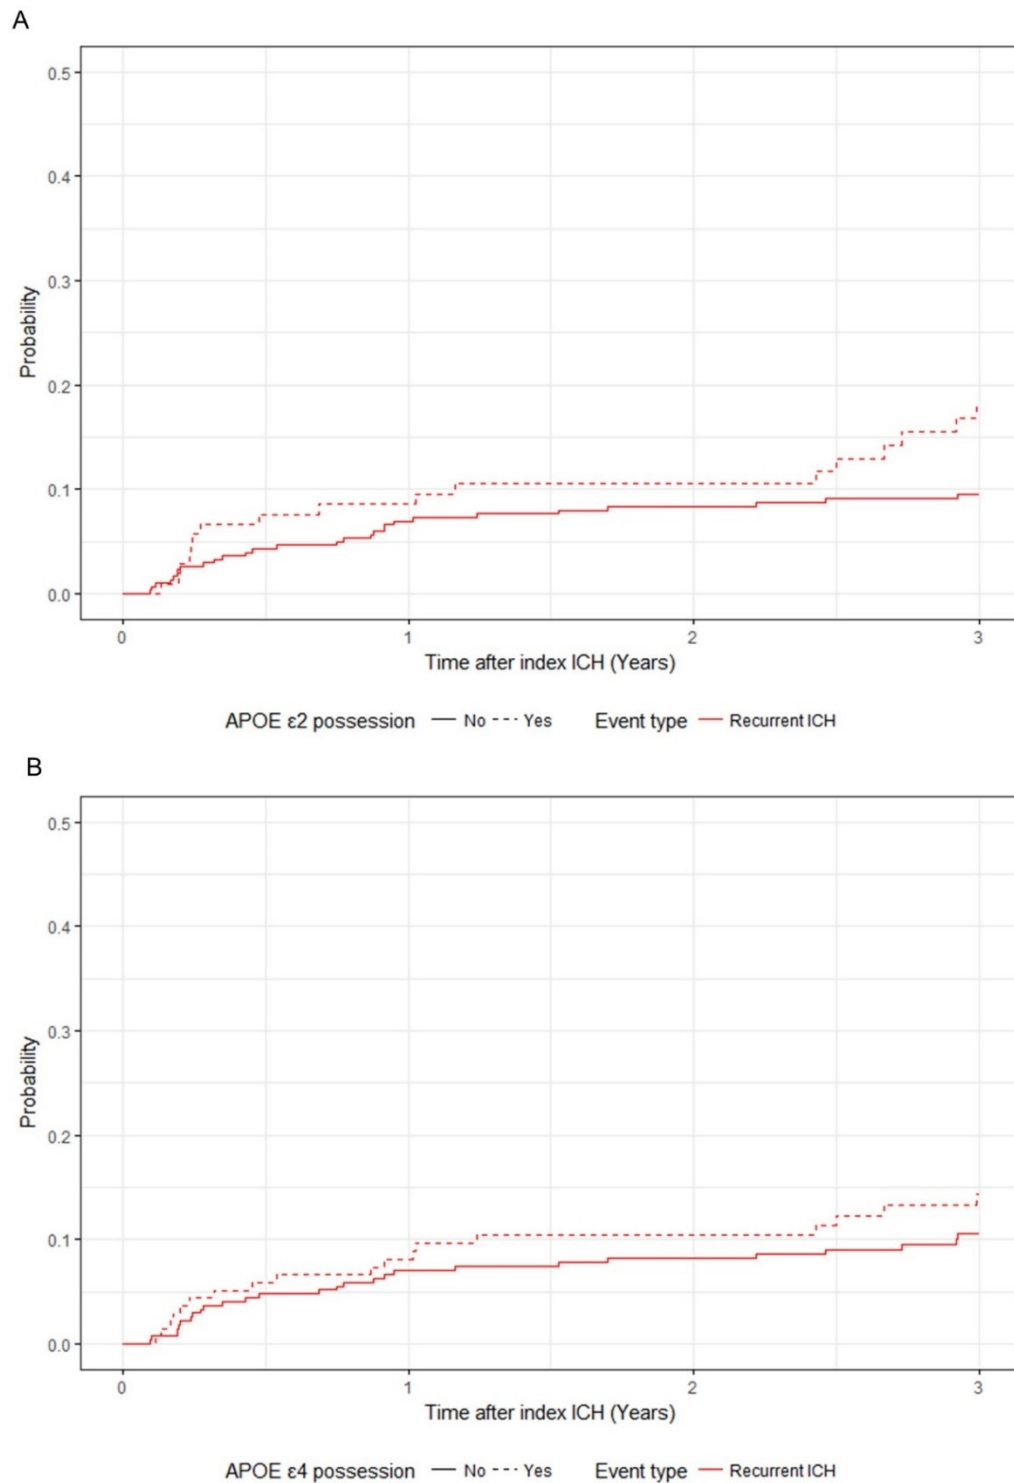 A
0.5
0.4
0.3
0.2
0.1
0.0
Probability
0 1 2 3
Time after index ICH (Years)
APOE ε2 possession No Yes Event type Recurrent ICH
B
0.5
0.4
0.3
0.2
0.1
0.0
Probability
0 1 2 3
Time after index ICH (Years)
APOE ε4 possession No Yes Event type Recurrent ICH